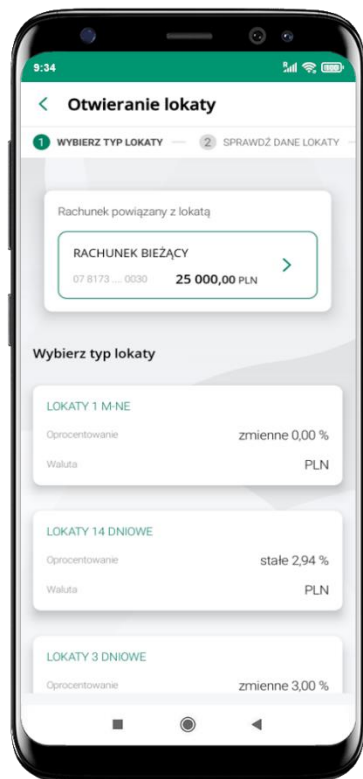 9:34
Otwieranie lokaty
1 WYBIERZ TYP LOKATY — 2 SPRAWDŹ DANE LOKATY
Rachunek powiązany z lokatą
RACHUNEK BIEŻĄCY
07 8173 .... 0030 25 000,00 PLN
Wybierz typ lokaty
LOKATY 1 M-NE
Oprocentowanie zmienne 0,00 %
Waluta PLN
LOKATY 14 DNIOWE
Oprocentowanie stałe 2,94 %
Waluta PLN
LOKATY 3 DNIOWE
Oprocentowanie zmienne 3,00 %